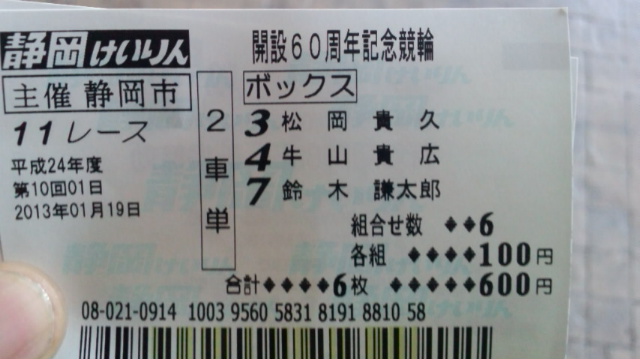 静岡けいりん 開設60周年記念競輪
主催 静岡市
11レース
平成24年度
第10回01日
2013年01月19日
2車単
ボックス
3 松岡貴久
4 牛山貴広
7 鈴木謙太郎
組合せ数 ◆◆6
各組 ◆◆◆◆100円
合計◆◆◆◆6枚 ◆◆◆◆◆600円
08-021-0914 1003 9560 5831 8191 8810 58